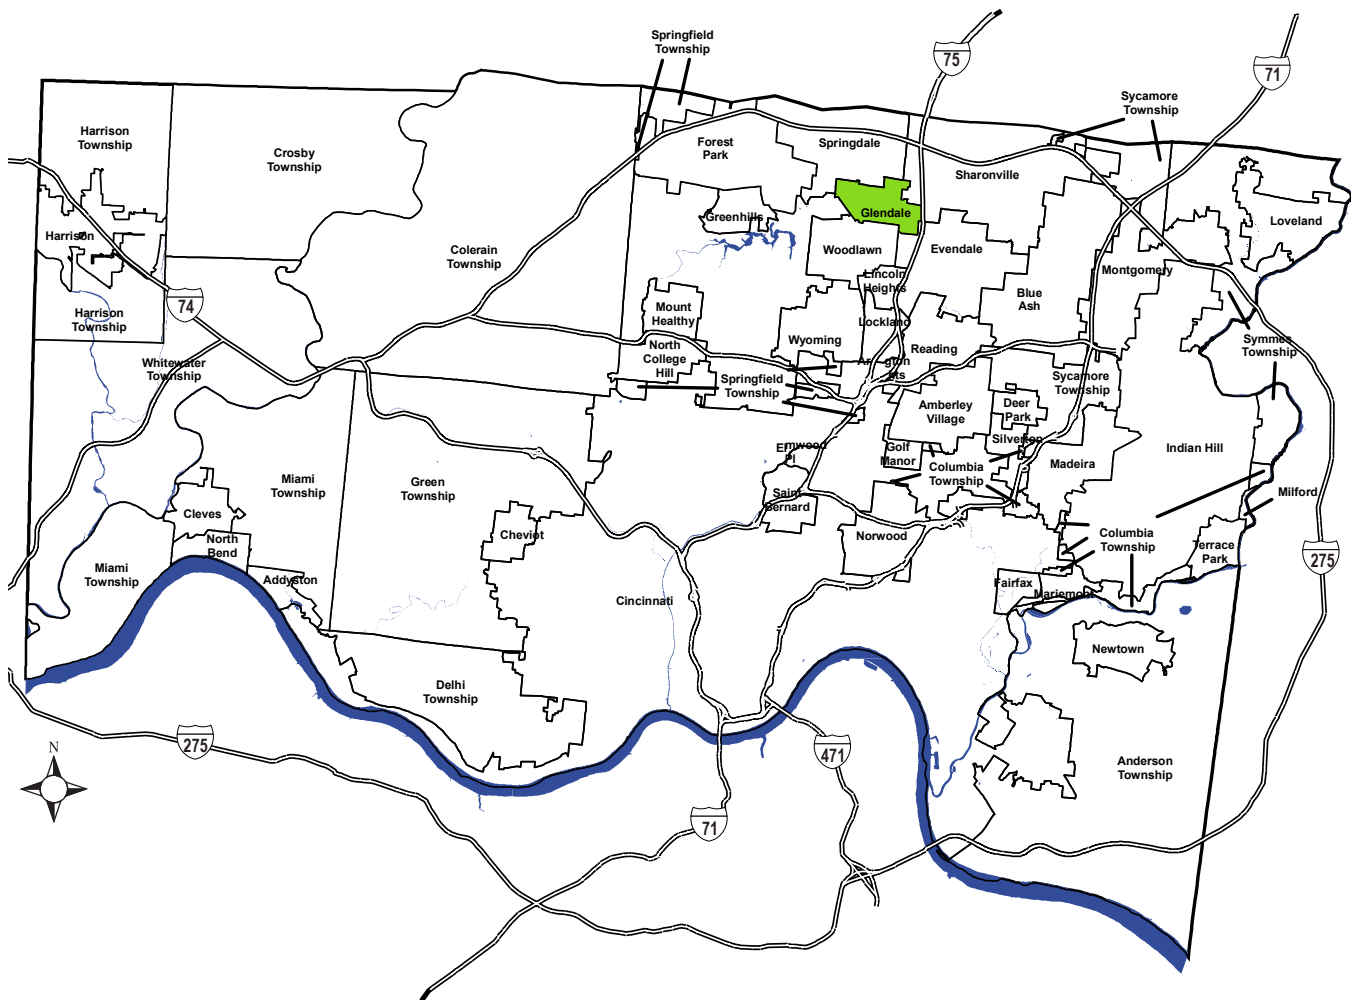 Springfield
Township
75
71
Sycamore
Township
Harrison
Township
Crosby
Township
Forest
Park
Springdale
Sharonville
Glendale
Greenhills
Loveland
Harrison
Colerain
Township
Woodlawn
Evendale
Montgomery
Lincoln
Heights
Blue
Ash
74
Harrison
Township
Mount
Healthy
Lockland
Wyoming
Reading
Symmes
Township
North
College
Hill
Whitewater
Township
Springfield
Township
Sycamore
Township
Amberley
Village
Deer
Park
Silverton
Golf
Manor
Indian Hill
Madeira
Columbia
Township
Miami
Township
Green
Township
Milford
Saint
Bernard
Cleves
Cheviot
Norwood
Columbia
Township
North
Bend
Terrace
Park
275
Miami
Township
Addyston
Fairfax
Mariemont
Cincinnati
Newtown
Delhi
Township
275
N
471
Anderson
Township
71